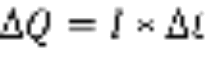 ΔQ = I * Δt